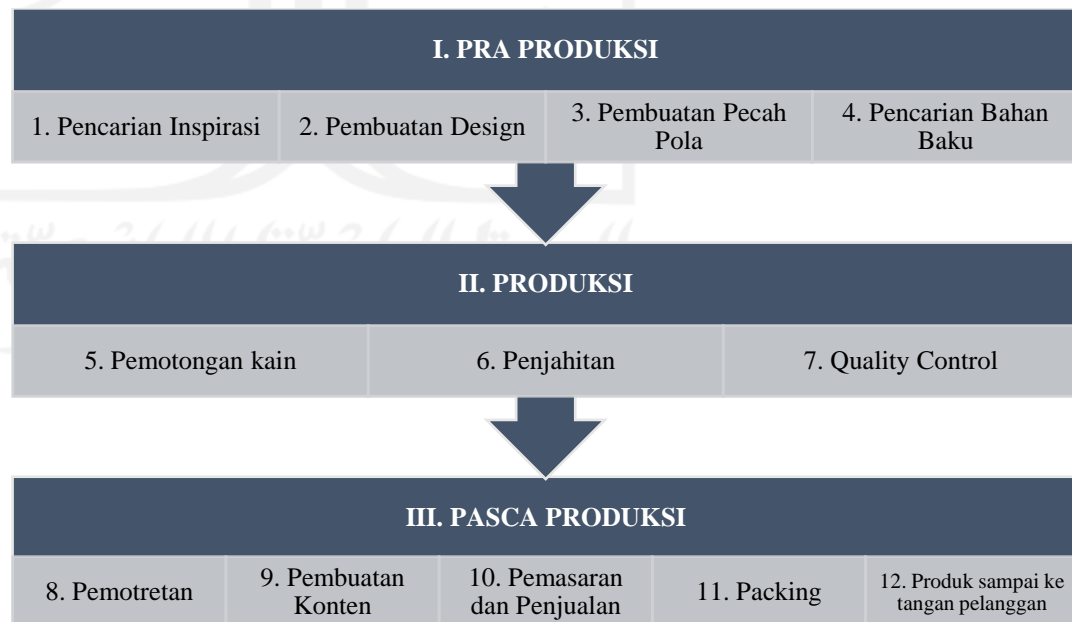 I. PRA PRODUKSI
1. Pencarian Inspirasi
2. Pembuatan Design
3. Pembuatan Pecah
Pola
4. Pencarian Bahan
Baku
II. PRODUKSI
5. Pemotongan kain
6. Penjahitan
7. Quality Control
III. PASCA PRODUKSI
8. Pemotretan
9. Pembuatan
Konten
10. Pemasaran
dan Penjualan
11. Packing
12. Produk sampai ke
tangan pelanggan